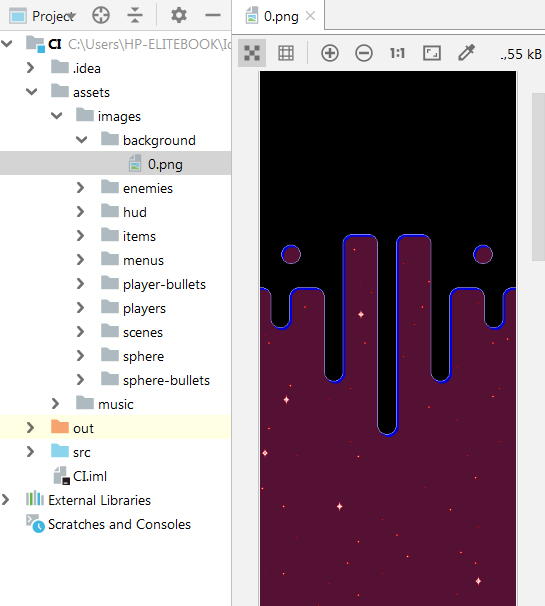 Project
0.png
CI C:\Users\HP-ELITEBOOK\Id
1:1 .,55 kB
.idea
assets
images
background
0.png
enemies
hud
items
menus
player-bullets
players
scenes
sphere
sphere-bullets
music
out
src
CI.iml
External Libraries
Scratches and Consoles